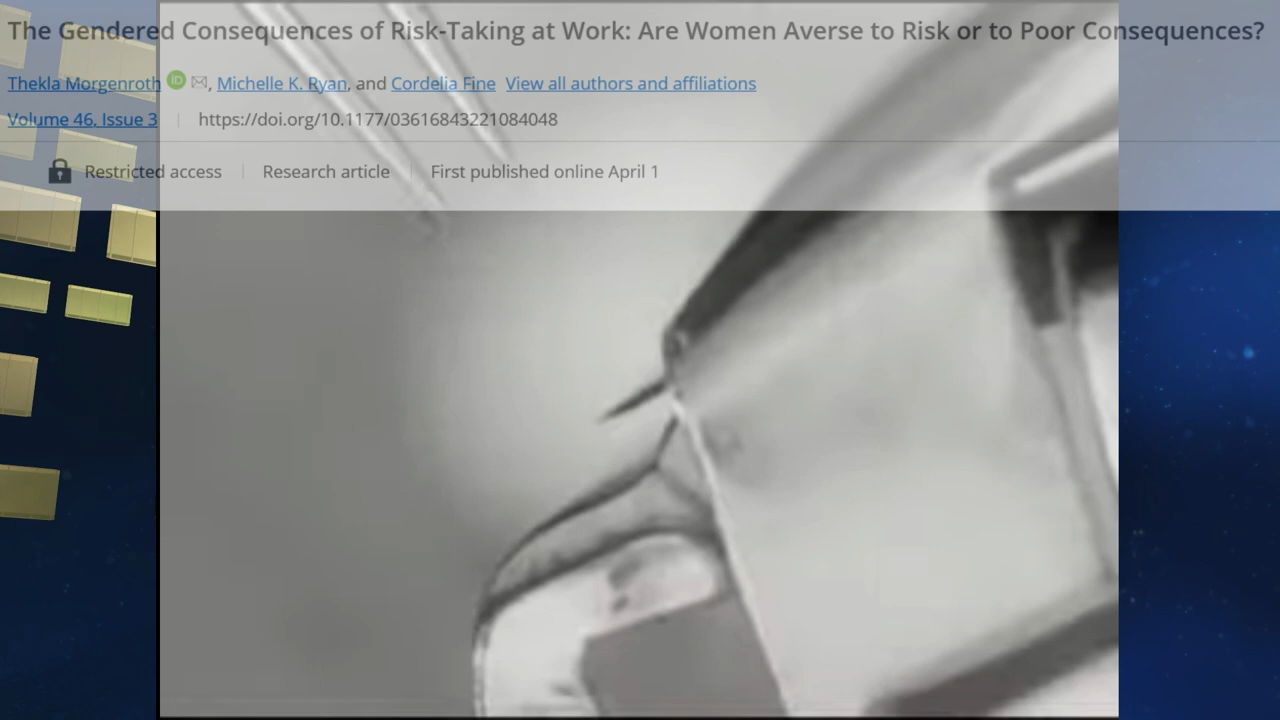 The Gendered Consequences of Risk-Taking at Work: Are Women Averse to Risk or to Poor Consequences?
Thekla Morgenroth iD , Michelle K. Ryan, and Cordelia Fine View all authors and affiliations
Volume 46, Issue 3 | https://doi.org/10.1177/03616843221084048
Restricted access | Research article | First published online April 1